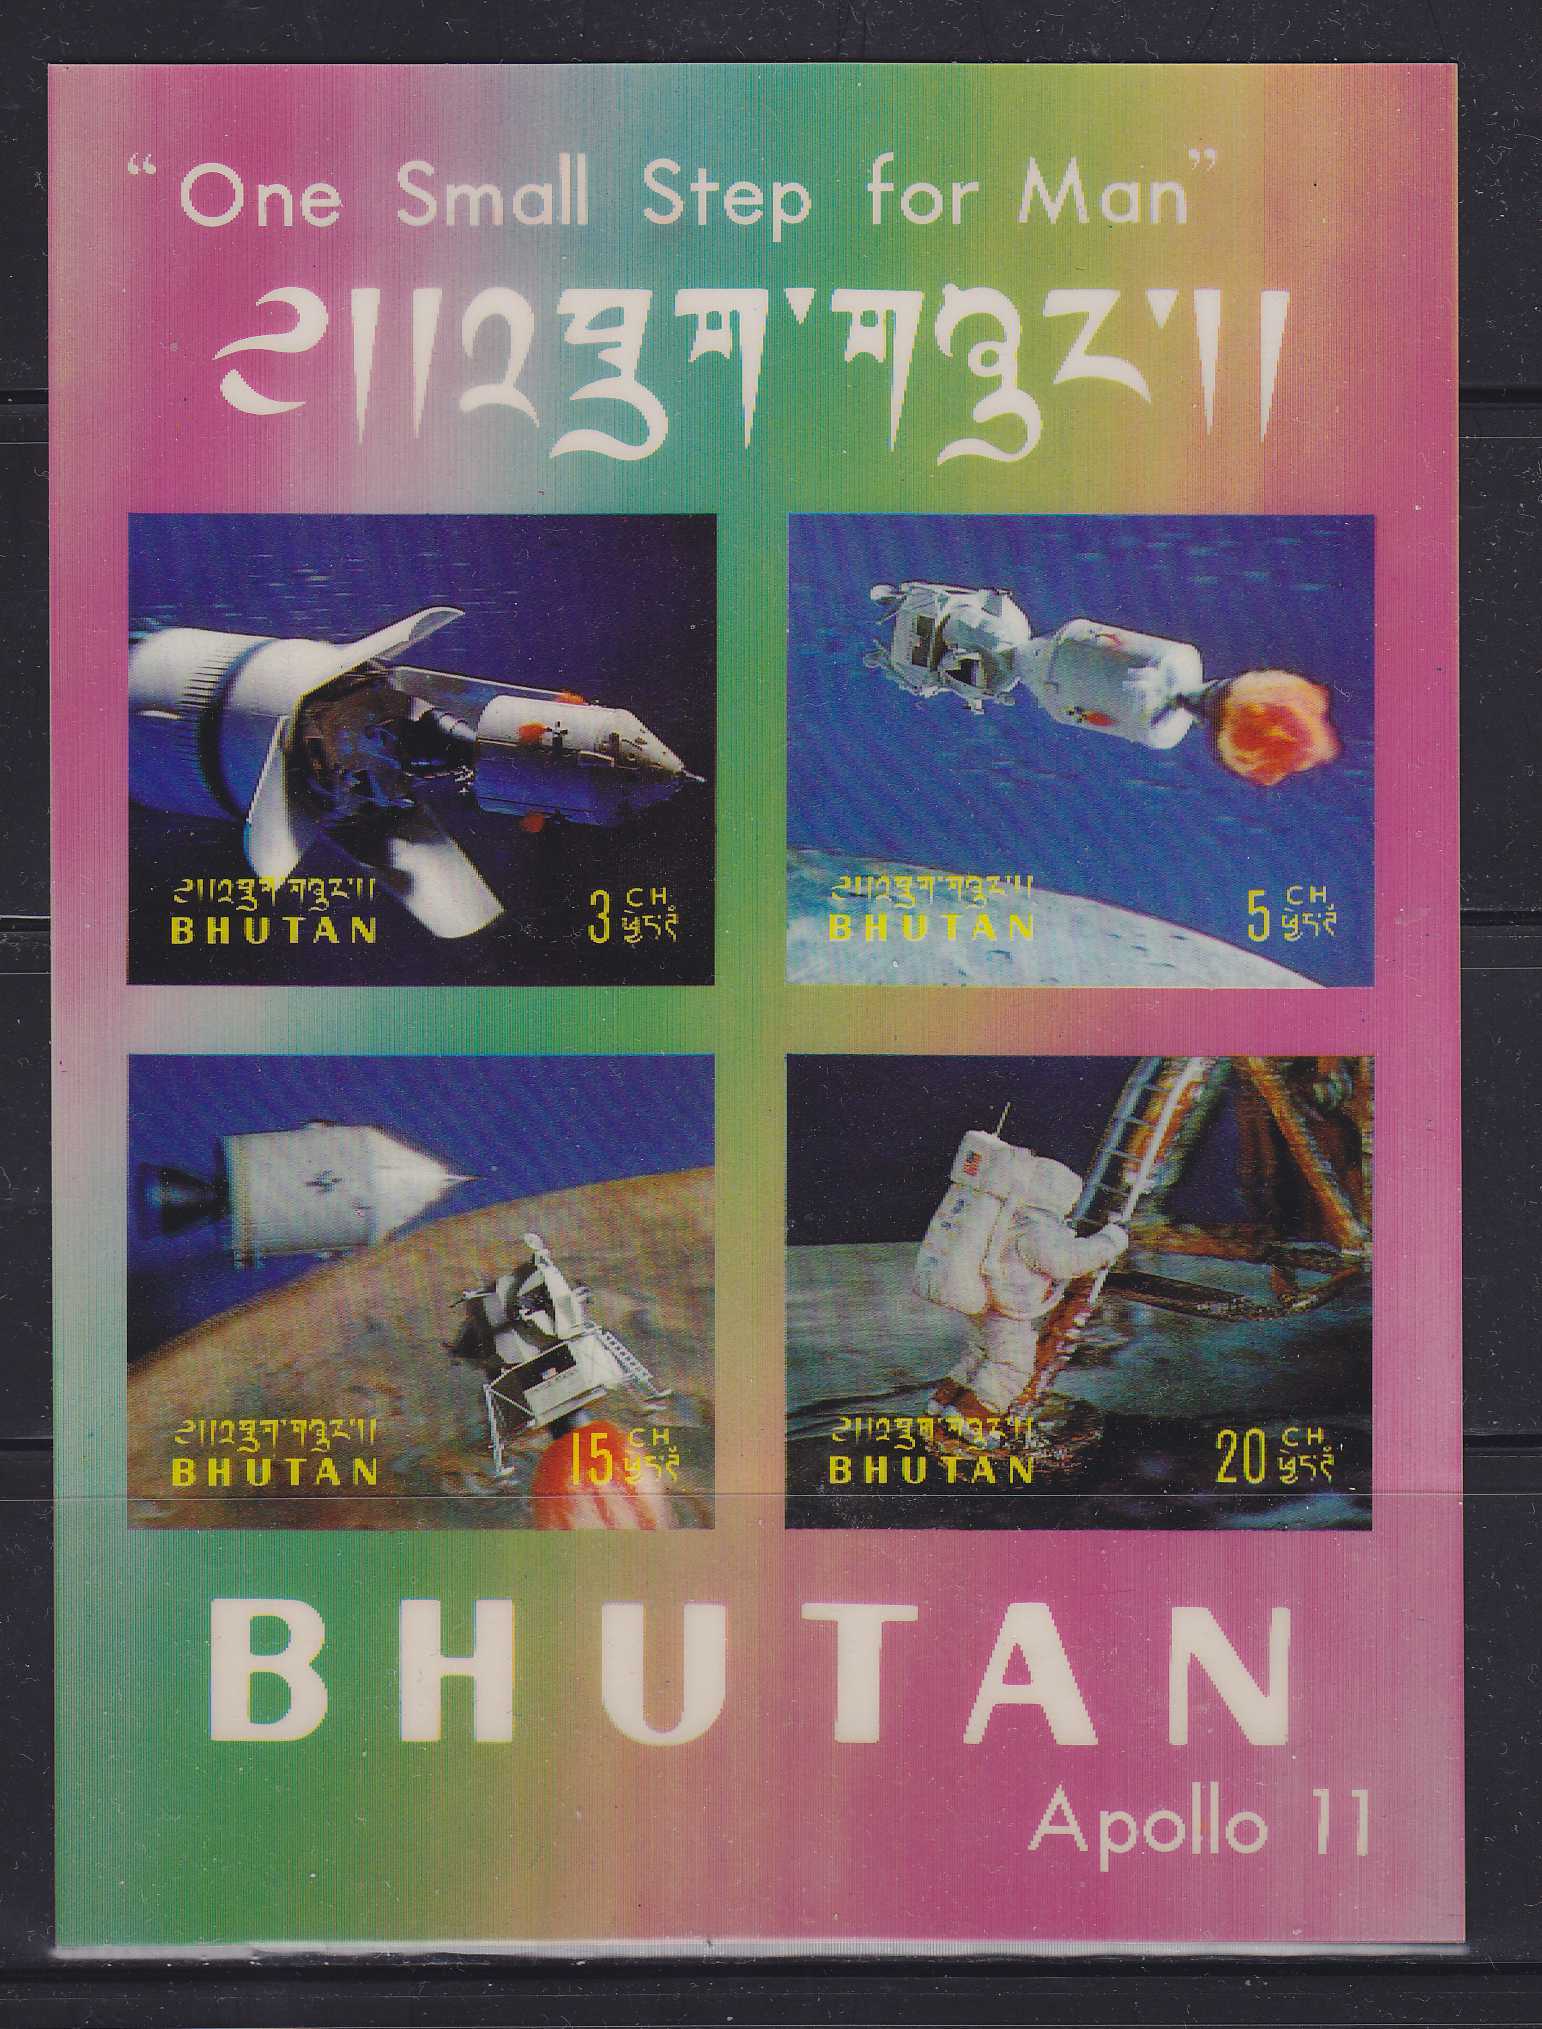 “One Small Step for Man”
༄།།འབྲུག་གཞུང་།།
༄།།འབྲུག་གཞུང་།།
BHUTAN
3 CH.
ཕྱེད་ཊཾ
༄།།འབྲུག་གཞུང་།།
BHUTAN
5 CH.
ཕྱེད་ཊཾ
༄།།འབྲུག་གཞུང་།།
BHUTAN
15 CH.
ཕྱེད་ཊཾ
༄།།འབྲུག་གཞུང་།།
BHUTAN
20 CH.
ཕྱེད་ཊཾ
BHUTAN
Apollo 11